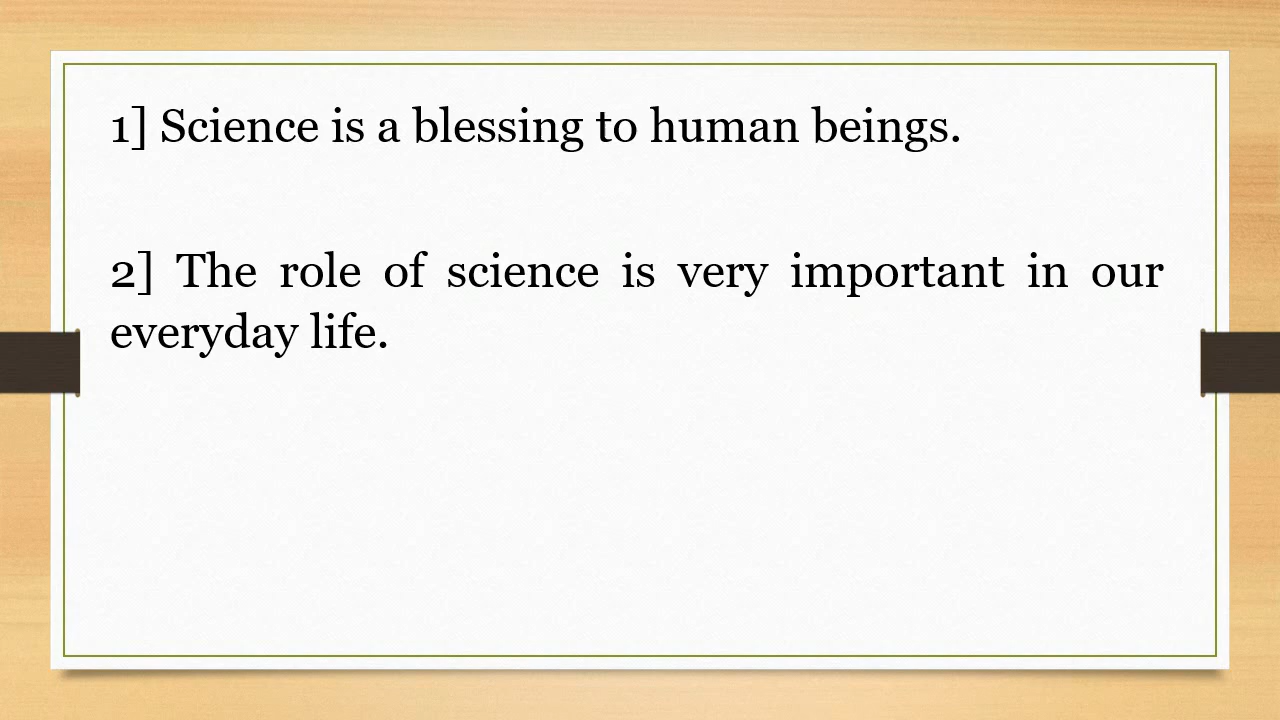 1] Science is a blessing to human beings.
2] The role of science is very important in our
everyday life.